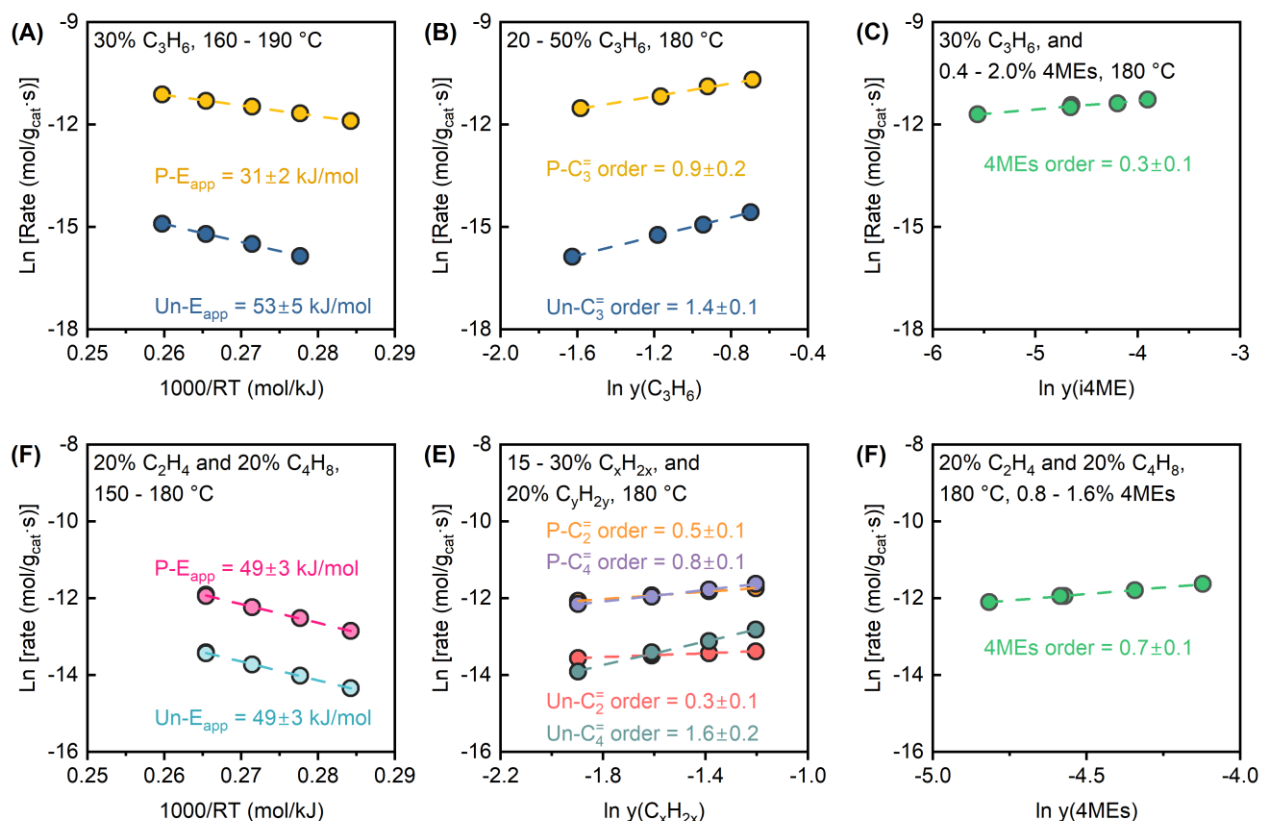 (A)
30% C₃H₆, 160 - 190 °C
P-Eₐₚₚ = 31±2 kJ/mol
Un-Eₐₚₚ = 53±5 kJ/mol
Ln [Rate (mol/g_cat·s)]
-9
-12
-15
-18
0.25
0.26
0.27
0.28
0.29
1000/RT (mol/kJ)
(B)
20 - 50% C₃H₆, 180 °C
P-C₃⁼ order = 0.9±0.2
Un-C₃⁼ order = 1.4±0.1
Ln [Rate (mol/g_cat·s)]
-9
-12
-15
-18
-2.0
-1.6
-1.2
-0.8
-0.4
ln y(C₃H₆)
(C)
30% C₃H₆, and
0.4 - 2.0% 4MEs, 180 °C
4MEs order = 0.3±0.1
Ln [Rate (mol/g_cat·s)]
-9
-12
-15
-18
-6
-5
-4
-3
ln y(i4ME)
(F)
20% C₂H₄ and 20% C₄H₈,
150 - 180 °C
P-Eₐₚₚ = 49±3 kJ/mol
Un-Eₐₚₚ = 49±3 kJ/mol
Ln [rate (mol/g_cat·s)]
-8
-10
-12
-14
-16
0.25
0.26
0.27
0.28
0.29
1000/RT (mol/kJ)
(E)
15 - 30% CₓH₂ₓ, and
20% C_yH_2y, 180 °C
P-C₂⁼ order = 0.5±0.1
P-C₄⁼ order = 0.8±0.1
Un-C₂⁼ order = 0.3±0.1
Un-C₄⁼ order = 1.6±0.2
Ln [rate (mol/g_cat·s)]
-8
-10
-12
-14
-16
-2.2
-1.8
-1.4
-1.0
ln y(CₓH₂ₓ)
(F)
20% C₂H₄ and 20% C₄H₈,
180 °C, 0.8 - 1.6% 4MEs
4MEs order = 0.7±0.1
Ln [rate (mol/g_cat·s)]
-8
-10
-12
-14
-16
-5.0
-4.5
-4.0
ln y(4MEs)